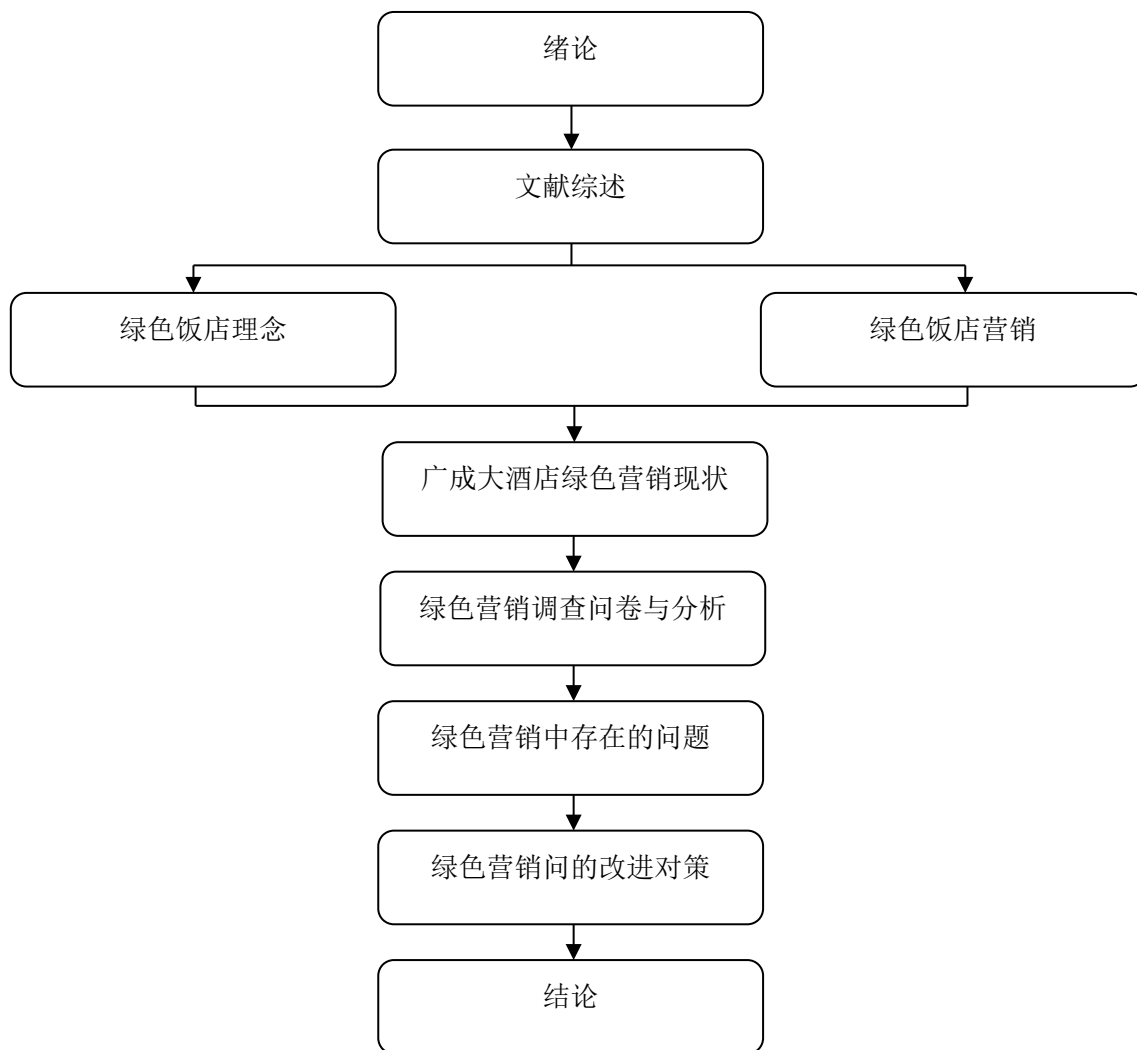 绪论
文献综述
绿色饭店理念
绿色饭店营销
广成大酒店绿色营销现状
绿色营销调查问卷与分析
绿色营销中存在的问题
绿色营销问的改进对策
结论